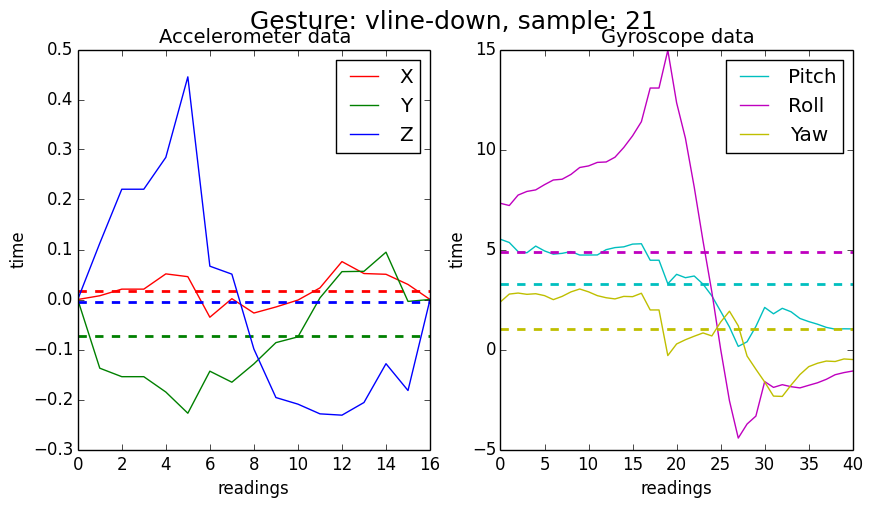 Gesture: vline-down, sample: 21
Accelerometer data
0.5
0.4
0.3
0.2
0.1
0.0
−0.1
−0.2
−0.3
time
X
Y
Z
0 2 4 6 8 10 12 14 16
readings
Gyroscope data
15
10
5
0
−5
time
Pitch
Roll
Yaw
0 5 10 15 20 25 30 35 40
readings